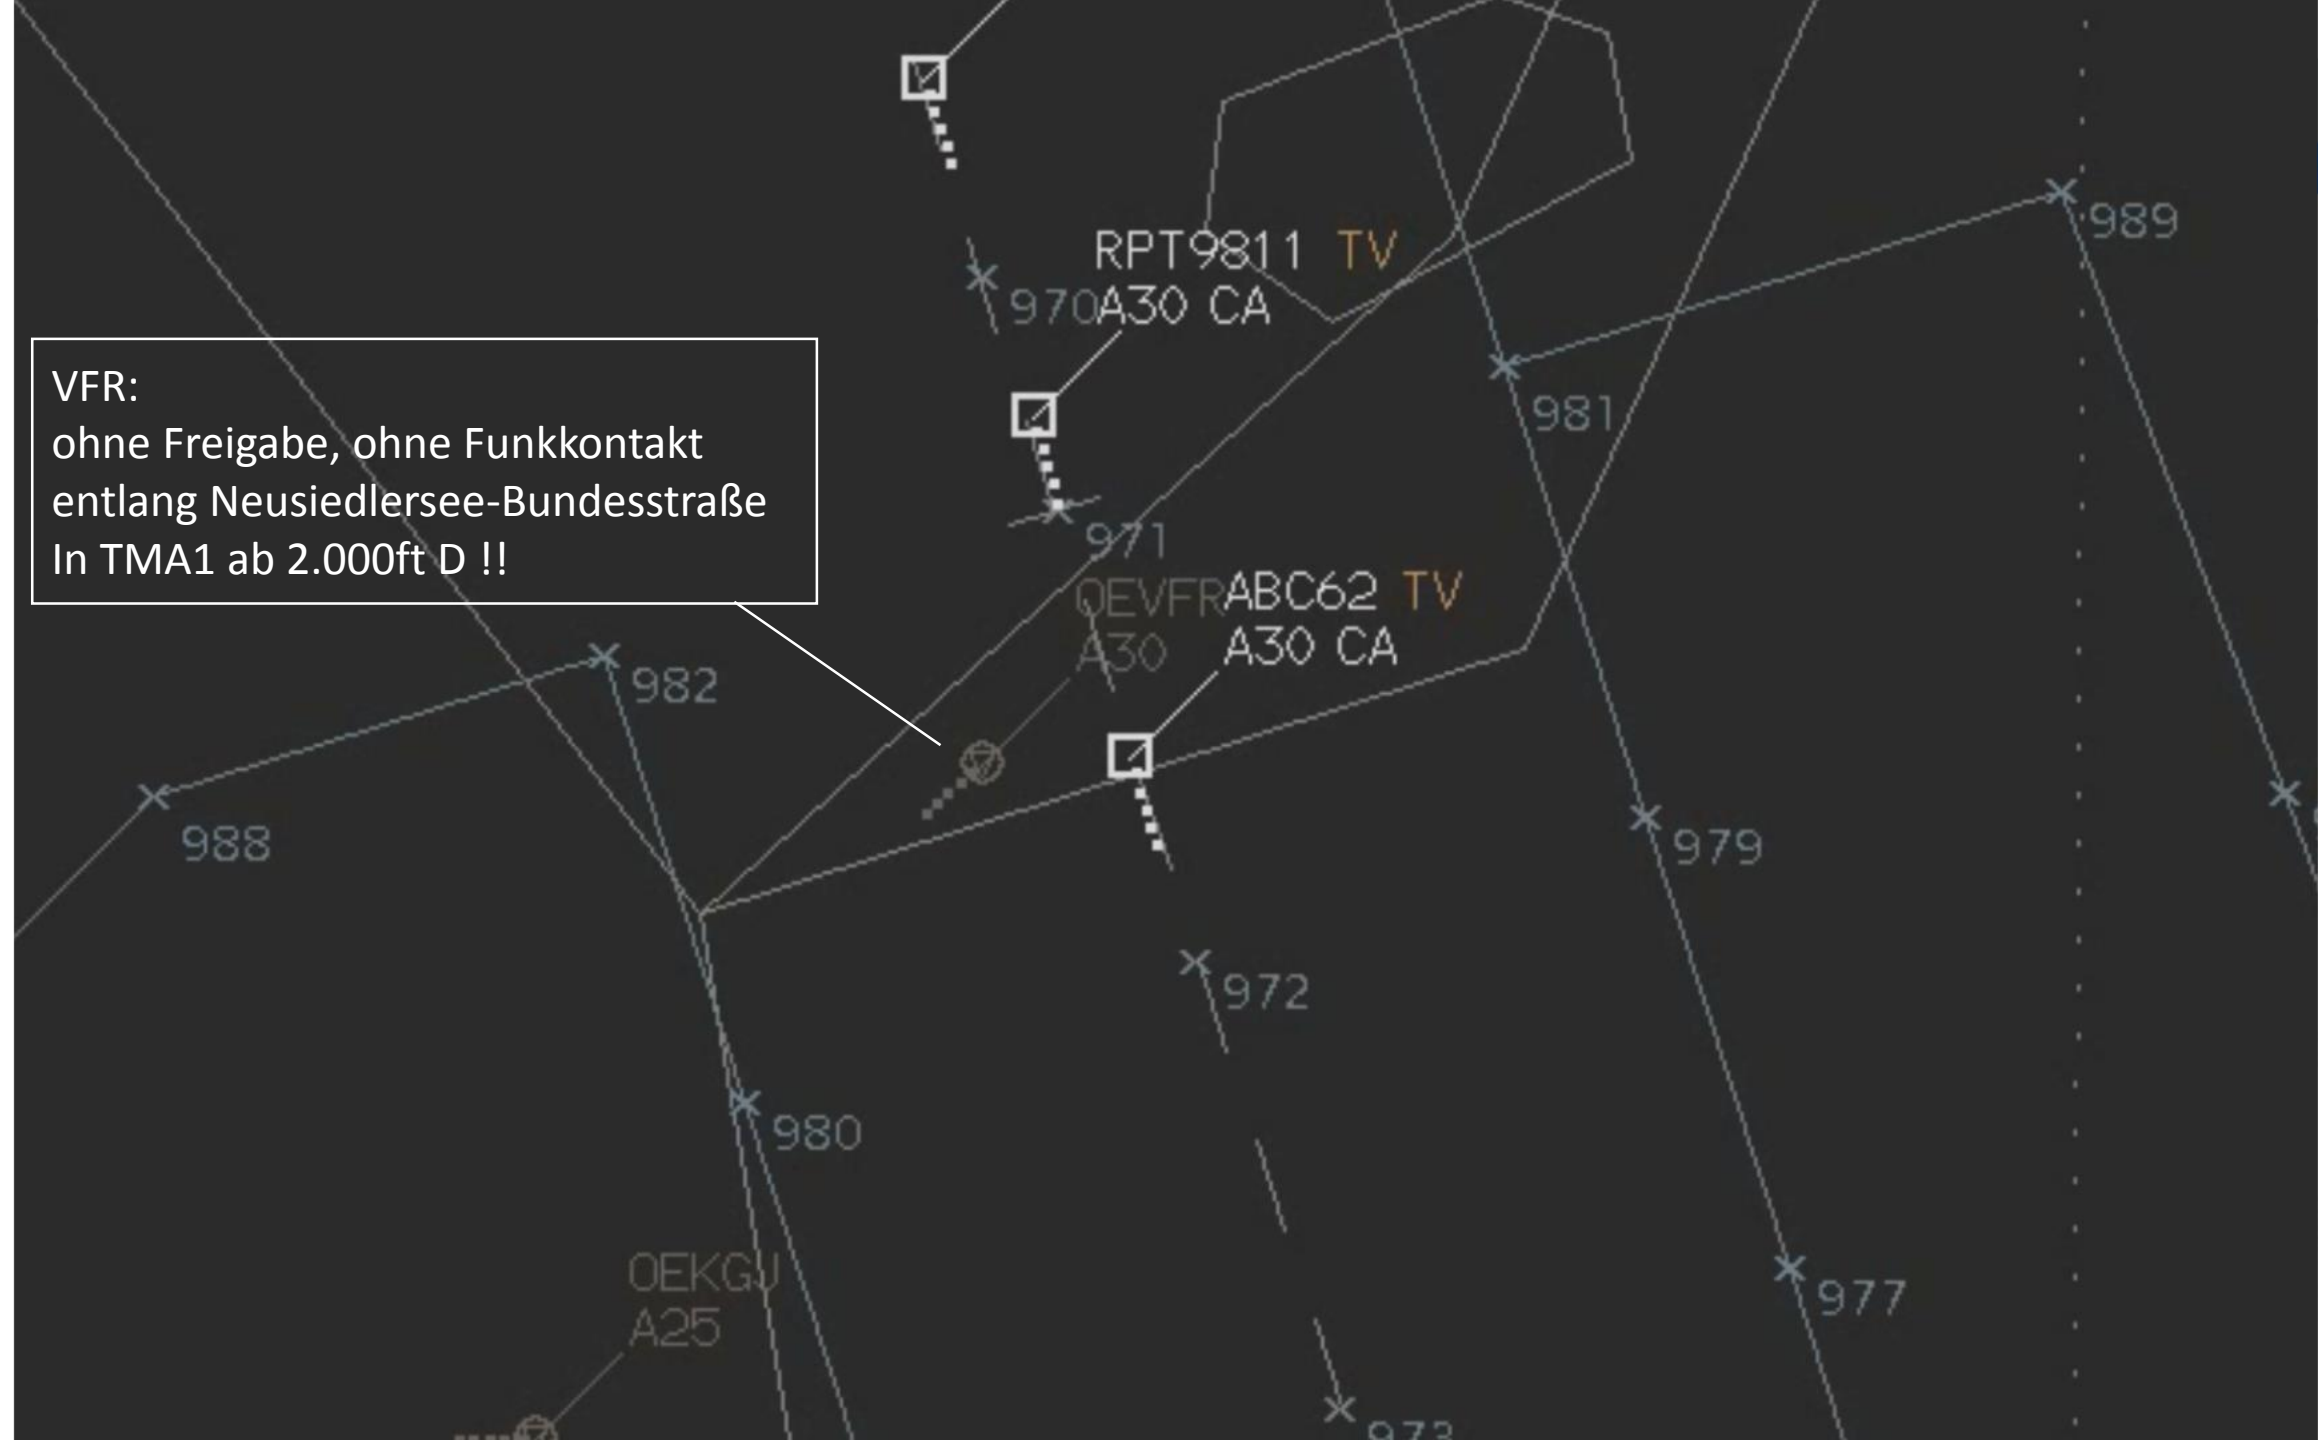 989
RPT9811 TV
970 A30 CA
VFR:
ohne Freigabe, ohne Funkkontakt
entlang Neusiedlersee-Bundesstraße
In TMA1 ab 2.000ft D !!
981
971
OEVFR ABC62 TV
A30 A30 CA
982
988
979
972
980
OEKGU
A25
977
973